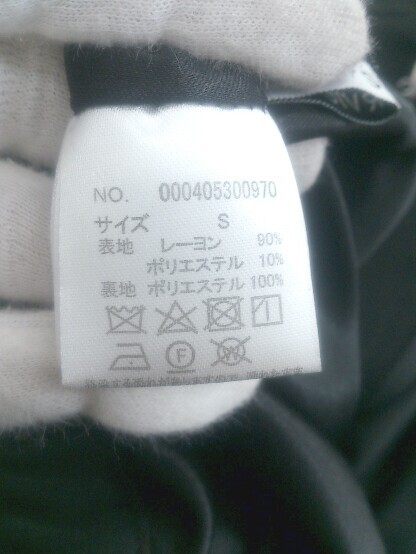 NO. 000405300970
サイズ S
表地 レーヨン 90%
ポリエステル 10%
裏地 ポリエステル 100%
F
W